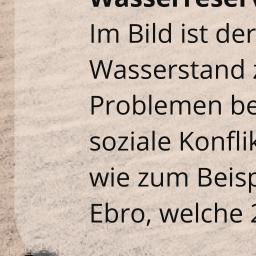 Wasserreserv
Im Bild ist der
Wasserstand z
Problemen be
soziale Konflik
wie zum Beisp
Ebro, welche 2